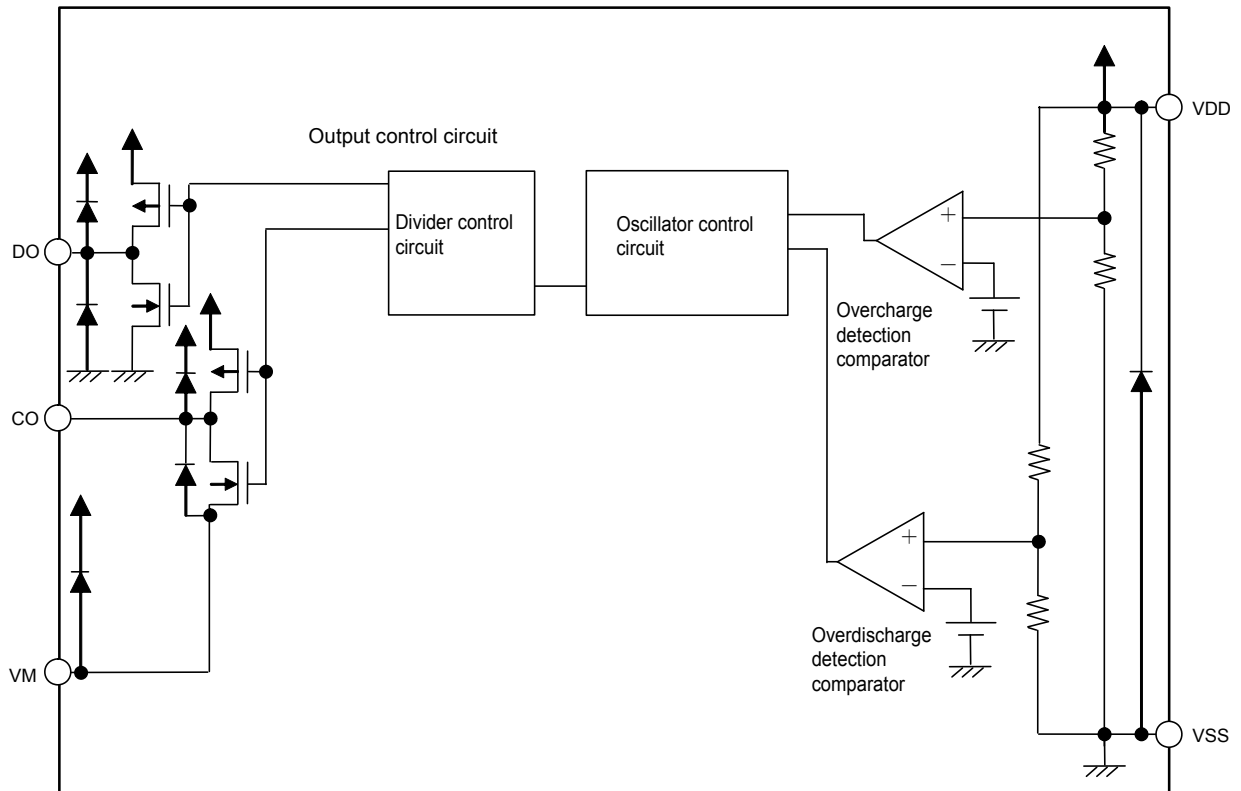 VDD
Output control circuit
Divider control
circuit
Oscillator control
circuit
+
−
DO
Overcharge
detection
comparator
CO
+
−
Overdischarge
detection
comparator
VM
VSS